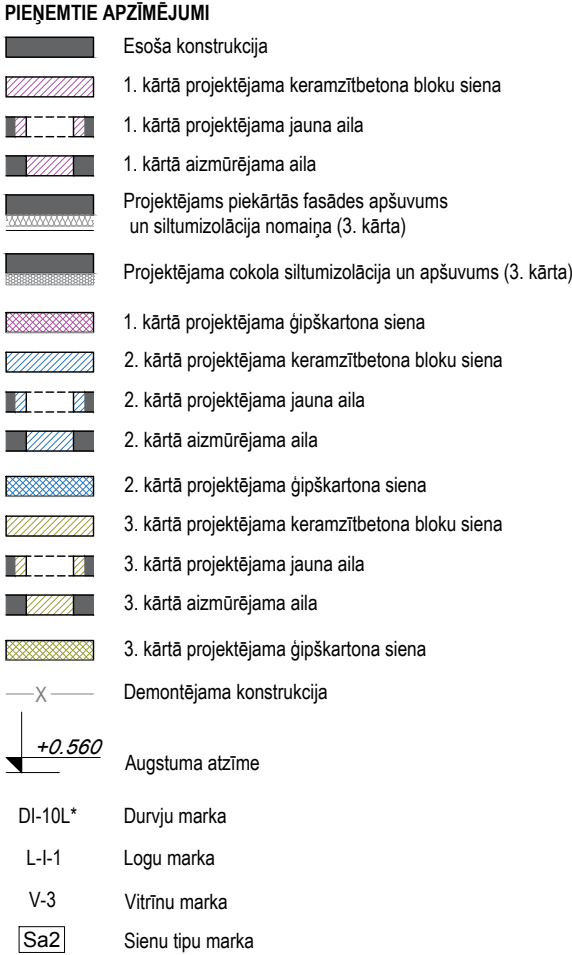 PIEŅEMTIE APZĪMĒJUMI
Esoša konstrukcija
1. kārtā projektējama keramzītbetona bloku siena
1. kārtā projektējama jauna aila
1. kārtā aizmūrējama aila
Projektējams piekārtās fasādes apšuvums
un siltumizolācija nomaiņa (3. kārta)
Projektējama cokola siltumizolācija un apšuvums (3. kārta)
1. kārtā projektējama ģipškartona siena
2. kārtā projektējama keramzītbetona bloku siena
2. kārtā projektējama jauna aila
2. kārtā aizmūrējama aila
2. kārtā projektējama ģipškartona siena
3. kārtā projektējama keramzītbetona bloku siena
3. kārtā projektējama jauna aila
3. kārtā aizmūrējama aila
3. kārtā projektējama ģipškartona siena
X Demontējama konstrukcija
+0.560 Augstuma atzīme
DI-10L* Durvju marka
L-I-1 Logu marka
V-3 Vitrīnu marka
Sa2 Sienu tipu marka